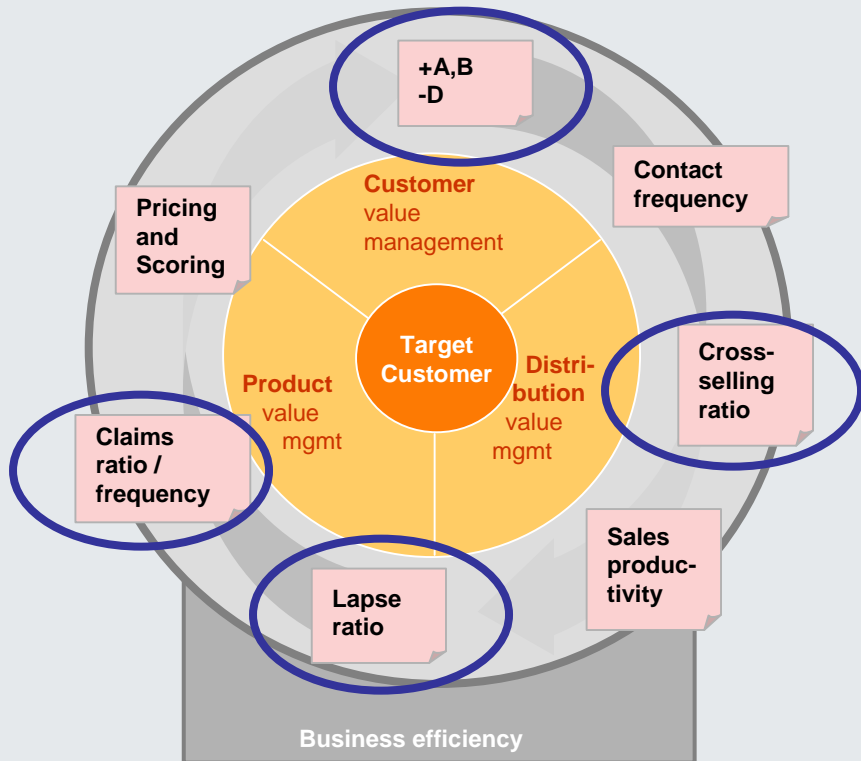 +A,B
-D
Contact
frequency
Pricing
and
Scoring
Customer
value
management
Target
Customer
Distri-
bution
value
mgmt
Product
value
mgmt
Cross-
selling
ratio
Claims
ratio /
frequency
Sales
produc-
tivity
Lapse
ratio
Business efficiency